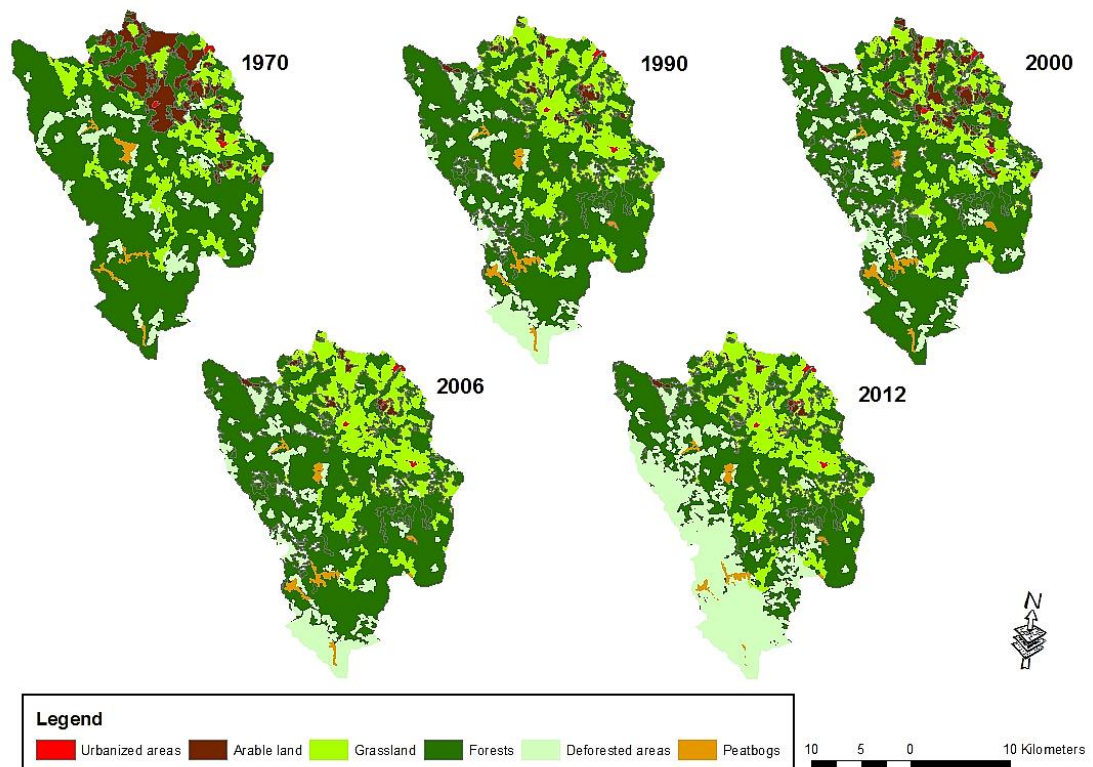 1970
1990
2000
2006
2012
N
Legend
Urbanized areas Arable land Grassland Forests Deforested areas Peatbogs
10 5 0 10 Kilometers